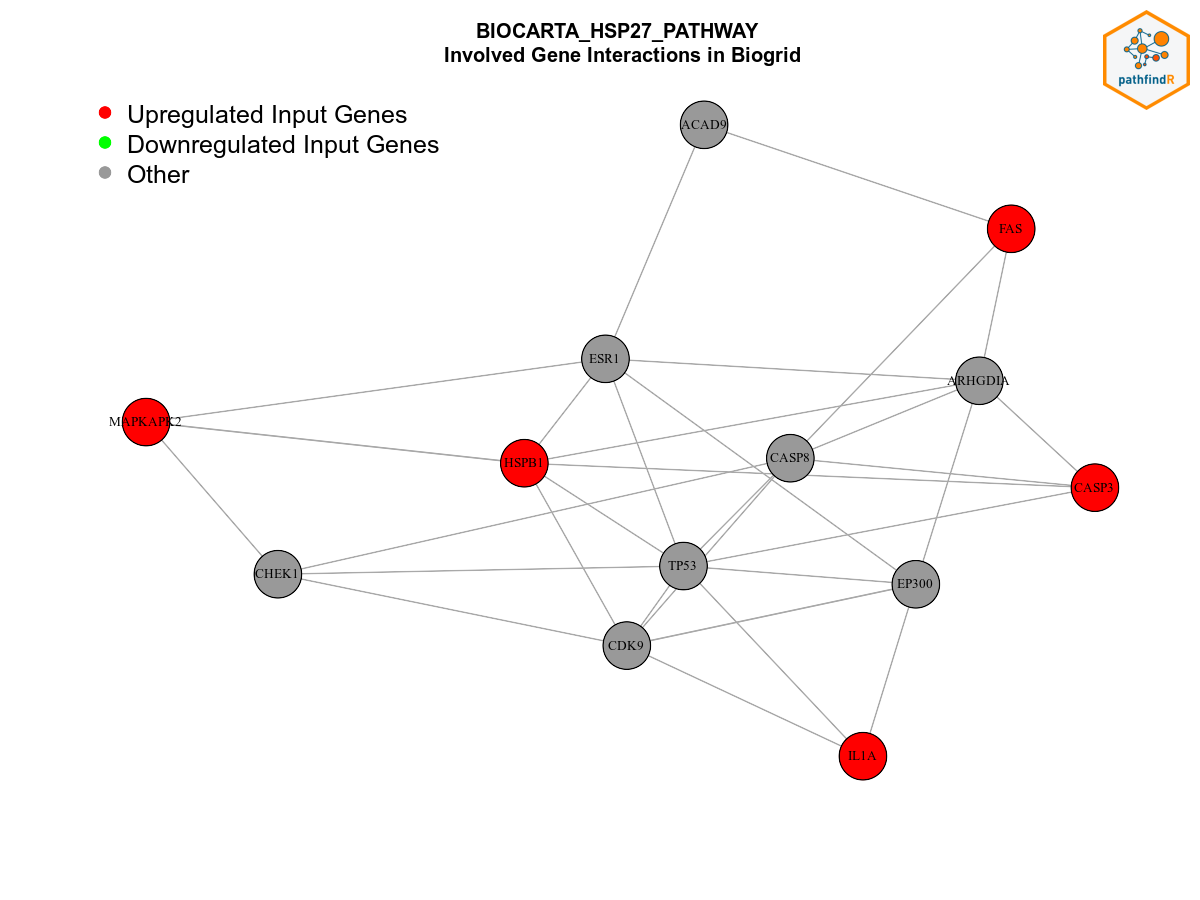 BIOCARTA_HSP27_PATHWAY
Involved Gene Interactions in Biogrid
pathfindR
Upregulated Input Genes
Downregulated Input Genes
Other
ACAD9
FAS
ESR1
ARHGDIA
MAPKAPK2
HSPB1
CASP8
CASP3
CHEK1
TP53
EP300
CDK9
IL1A